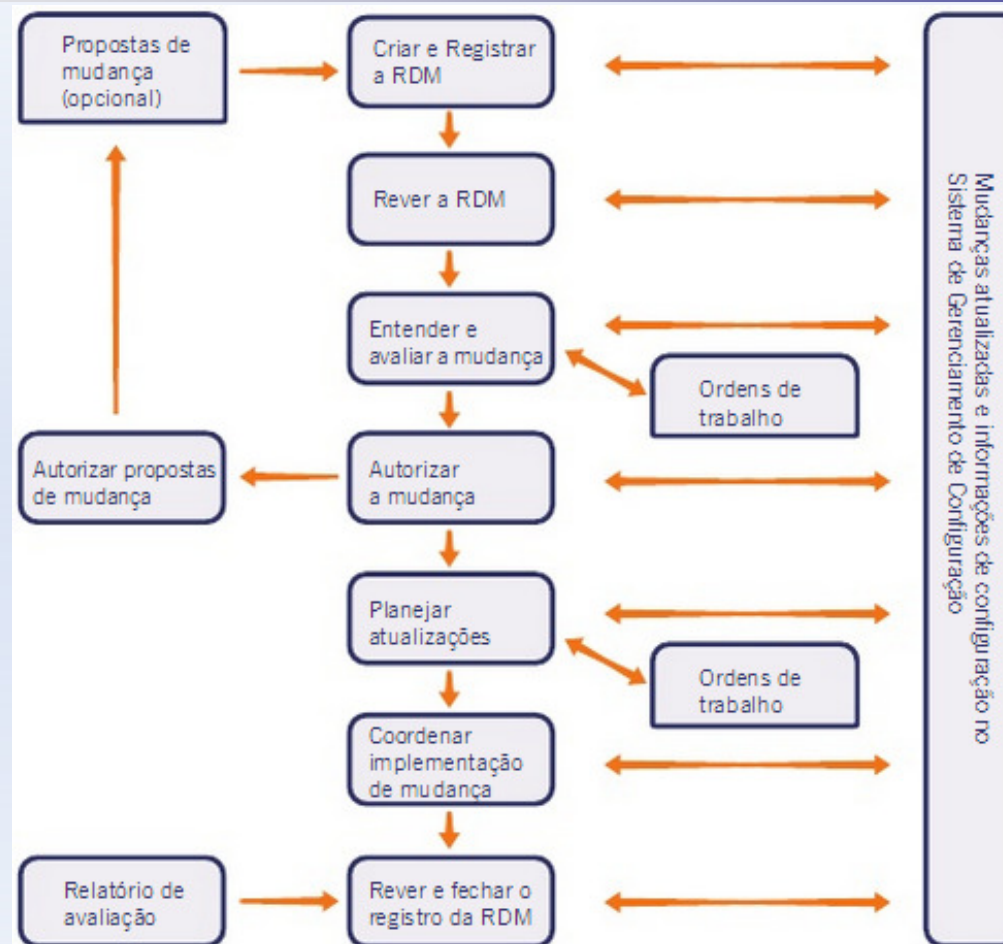 Propostas de
mudança
(opcional)
Criar e Registrar
a RDM
Rever a RDM
Entender e
avaliar a mudança
Ordens de
trabalho
Autorizar propostas
de mudança
Autorizar
a mudança
Planejar
atualizações
Ordens de
trabalho
Coordenar
implementação
de mudança
Relatório de
avaliação
Rever e fechar o
registro da RDM
Mudanças atualizadas e informações de configuração no
Sistema de Gerenciamento de Configuração